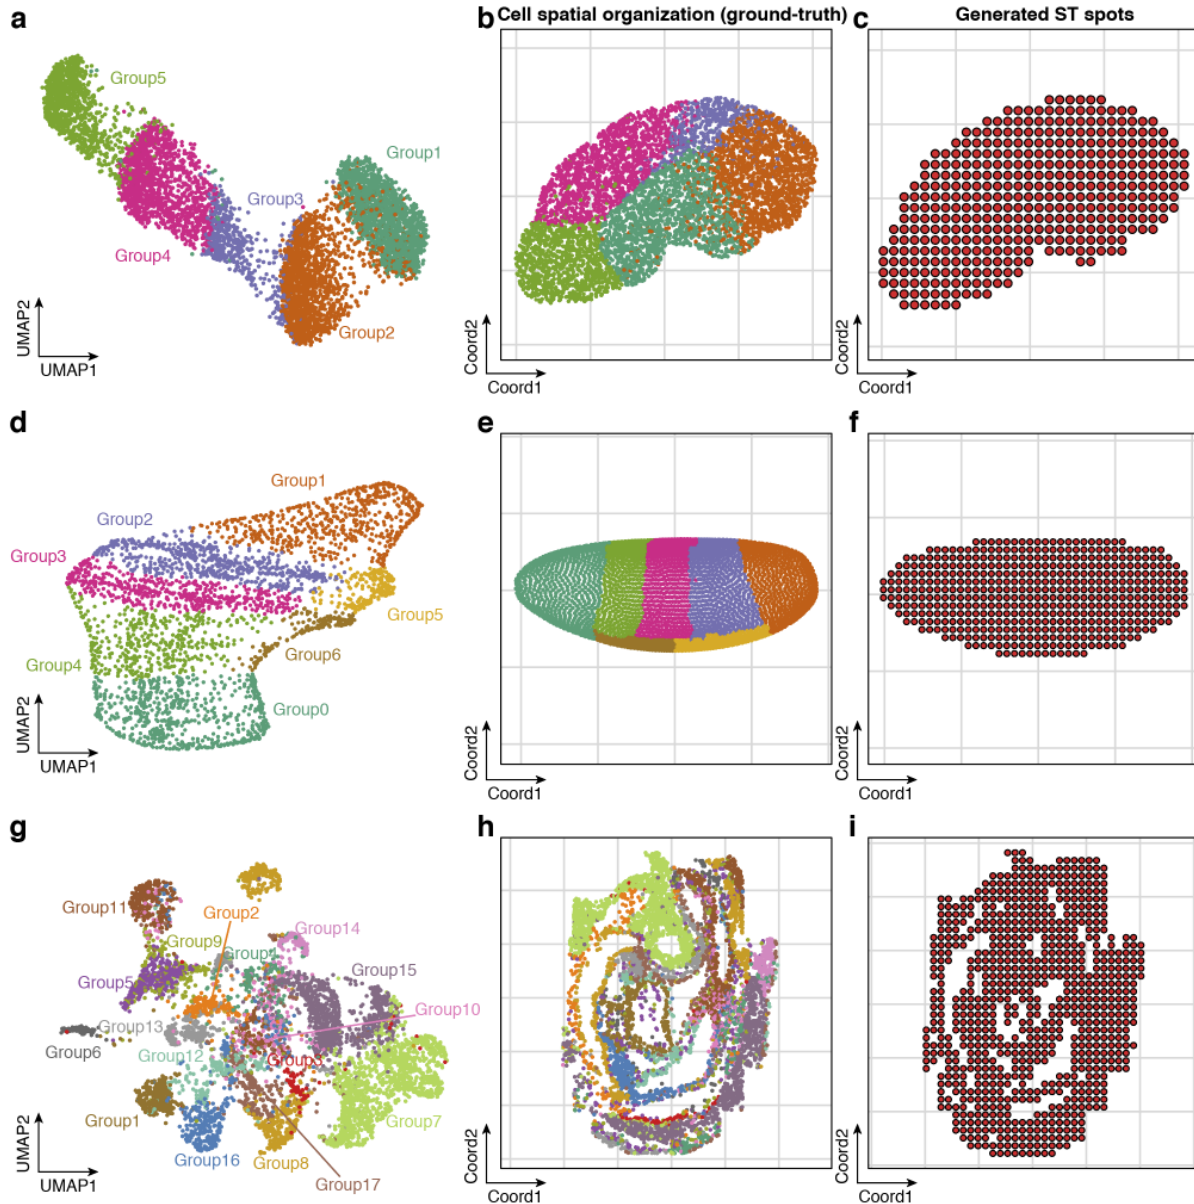 a
b Cell spatial organization (ground-truth)
c Generated ST spots
Group5
Group1
Group3
Group4
Group2
UMAP2
UMAP1
Coord2
Coord1
Coord2
Coord1
d
e
f
Group1
Group2
Group3
Group5
Group6
Group4
Group0
UMAP2
UMAP1
Coord2
Coord1
Coord2
Coord1
g
h
i
Group11
Group2
Group14
Group9
Group4
Group15
Group5
Group10
Group13
Group6
Group12
Group3
Group1
Group7
Group16
Group8
Group17
UMAP2
UMAP1
Coord2
Coord1
Coord2
Coord1